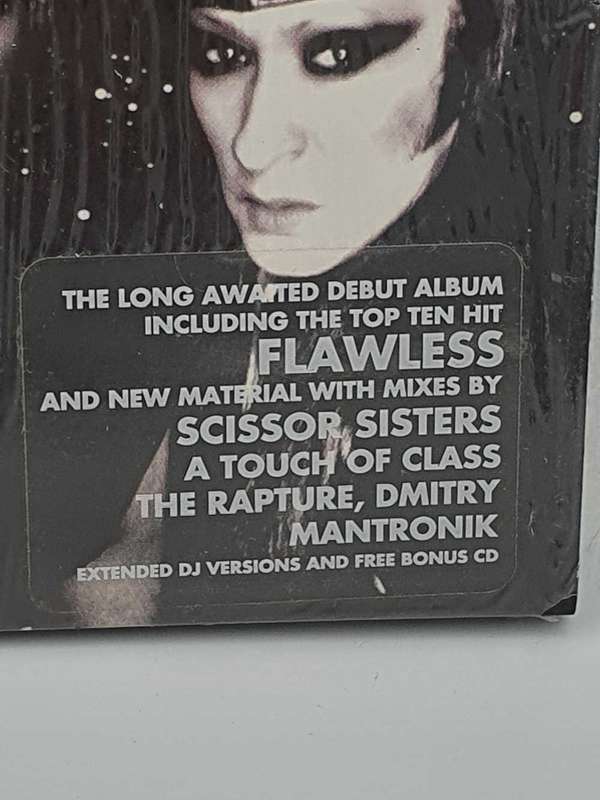 THE LONG AWAITED DEBUT ALBUM
INCLUDING THE TOP TEN HIT
FLAWLESS
AND NEW MATERIAL WITH MIXES BY
SCISSOR SISTERS
A TOUCH OF CLASS
THE RAPTURE, DMITRY
MANTRONIK
EXTENDED DJ VERSIONS AND FREE BONUS CD